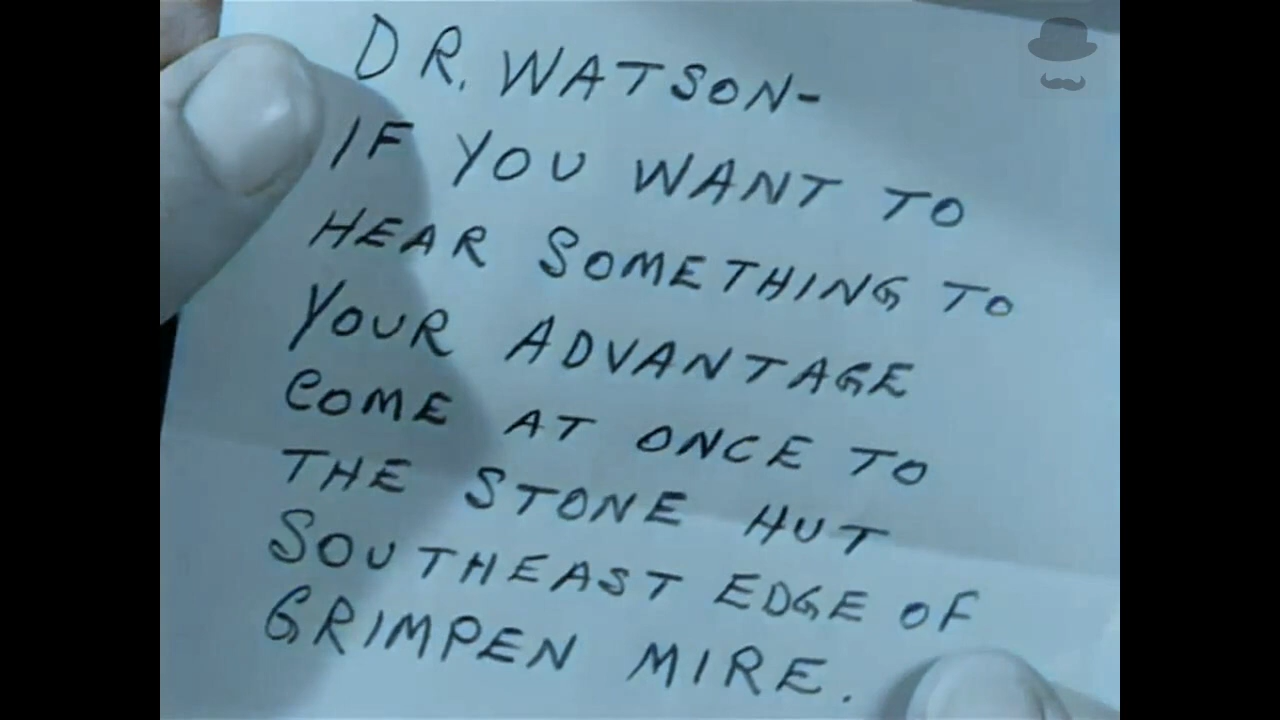 DR. WATSON-
IF YOU WANT TO
HEAR SOMETHING TO
YOUR ADVANTAGE
COME AT ONCE TO
THE STONE HUT
SOUTHEAST EDGE OF
GRIMPEN MIRE.